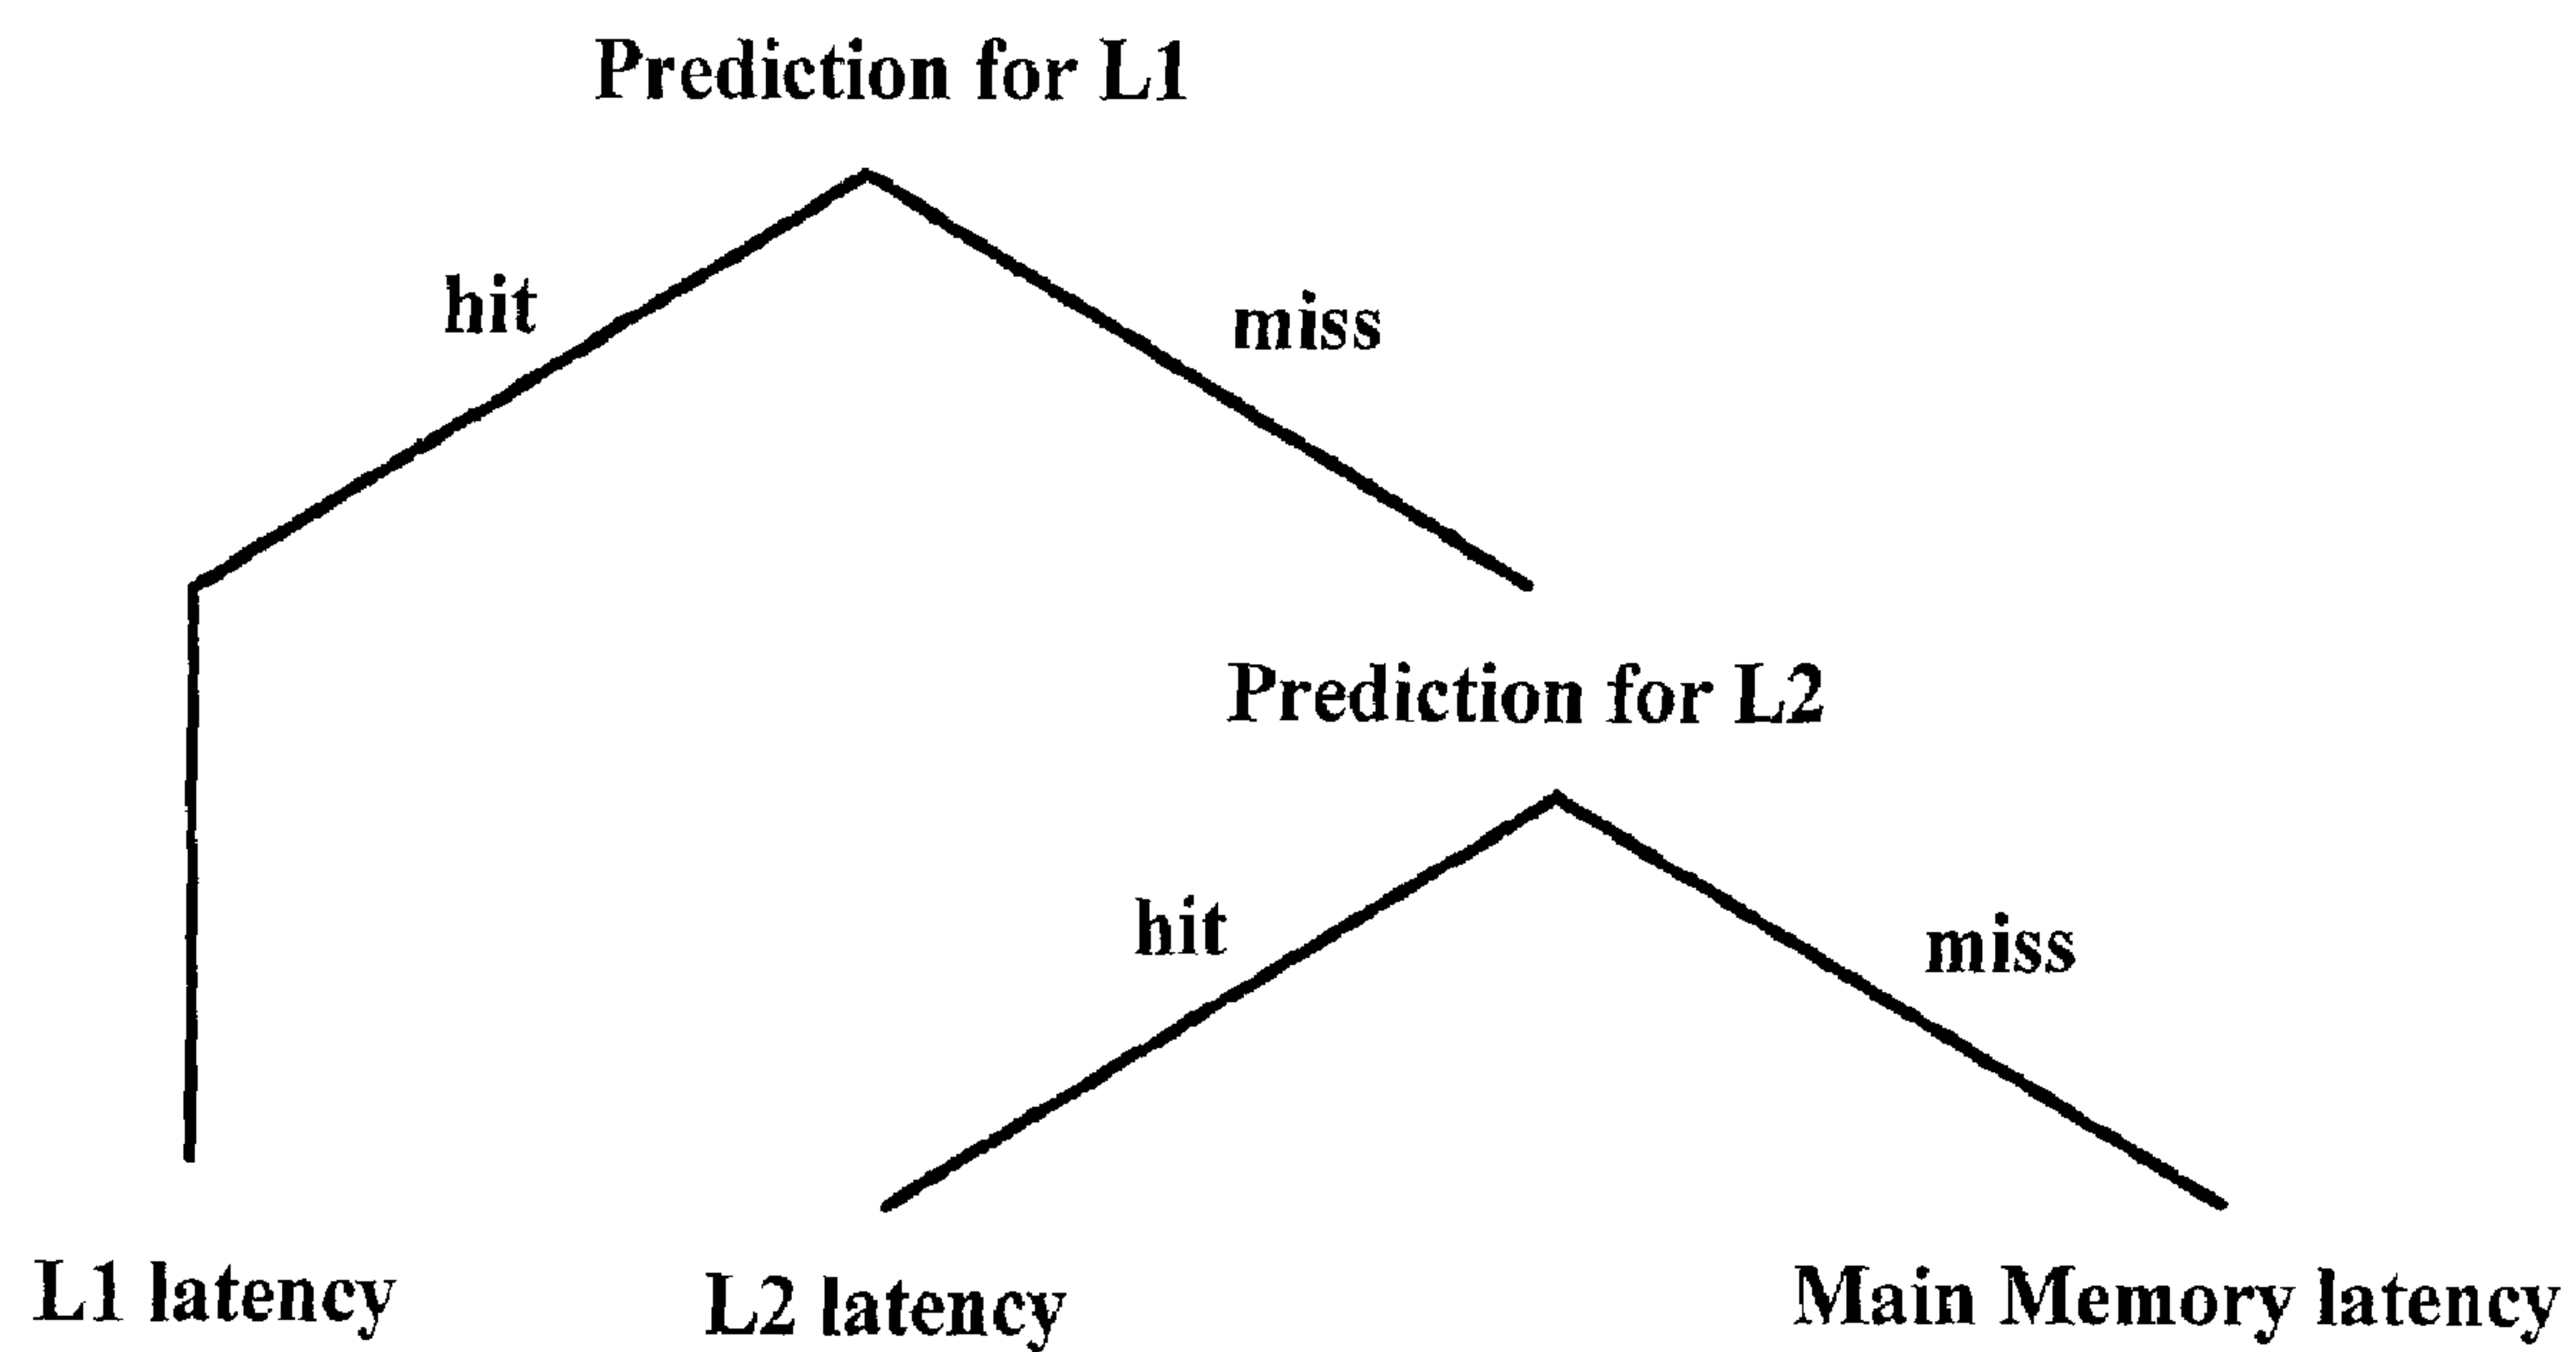 Prediction for L1
hit
miss
Prediction for L2
hit
miss
L1 latency
L2 latency
Main Memory latency